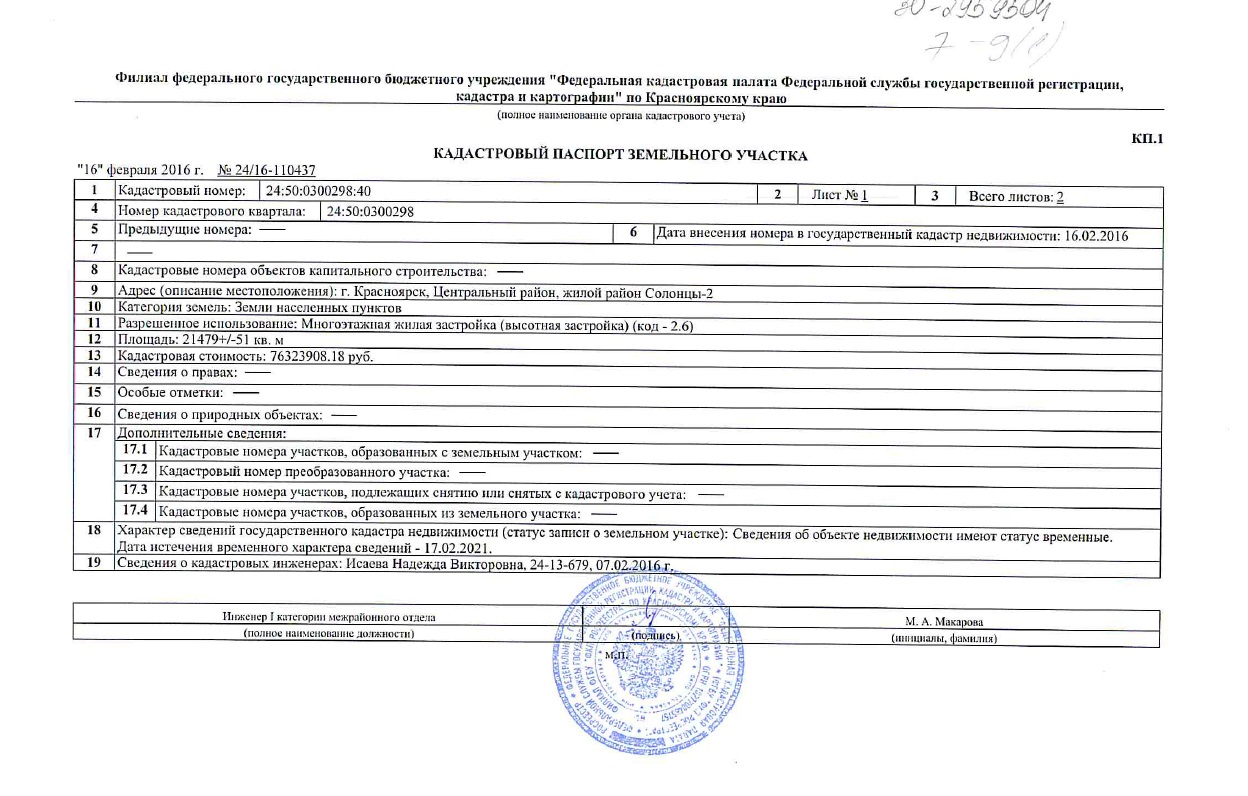 80-2959504
7-9(е)
Филиал федерального государственного бюджетного учреждения "Федеральная кадастровая палата Федеральной службы государственной регистрации,
кадастра и картографии" по Красноярскому краю
(полное наименование органа кадастрового учета)
КП.1
КАДАСТРОВЫЙ ПАСПОРТ ЗЕМЕЛЬНОГО УЧАСТКА
"16" февраля 2016 г. № 24/16-110437
1 Кадастровый номер: 24:50:0300298:40 2 Лист № 1 3 Всего листов: 2
4 Номер кадастрового квартала: 24:50:0300298
5 Предыдущие номера: — 6 Дата внесения номера в государственный кадастр недвижимости: 16.02.2016
7 —
8 Кадастровые номера объектов капитального строительства: —
9 Адрес (описание местоположения): г. Красноярск, Центральный район, жилой район Солонцы-2
10 Категория земель: Земли населенных пунктов
11 Разрешенное использование: Многоэтажная жилая застройка (высотная застройка) (код - 2.6)
12 Площадь: 21479+/-51 кв. м
13 Кадастровая стоимость: 76323908.18 руб.
14 Сведения о правах: —
15 Особые отметки: —
16 Сведения о природных объектах: —
17 Дополнительные сведения:
17.1 Кадастровые номера участков, образованных с земельным участком: —
17.2 Кадастровый номер преобразованного участка: —
17.3 Кадастровые номера участков, подлежащих снятию или снятых с кадастрового учета: —
17.4 Кадастровые номера участков, образованных из земельного участка: —
18 Характер сведений государственного кадастра недвижимости (статус записи о земельном участке): Сведения об объекте недвижимости имеют статус временные.
Дата истечения временного характера сведений - 17.02.2021.
19 Сведения о кадастровых инженерах: Исаева Надежда Викторовна, 24-13-679, 07.02.2016 г.
Инженер I категории межрайонного отдела М. А. Макарова
(полное наименование должности) (подпись) (инициалы, фамилия)
М.П.